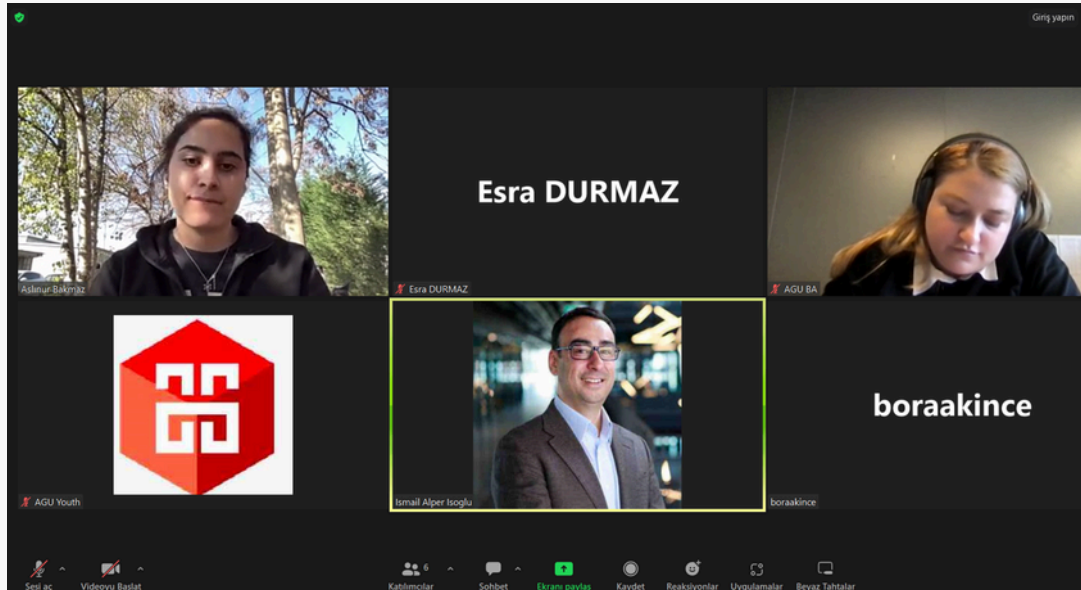 Giriş yapın
Aslınur Bakmaz
Esra DURMAZ
Esra DURMAZ
AGU BA
AGU Youth
Ismail Alper Isoglu
boraakince
boraakince
Sesi aç
Videoyu Başlat
Katılımcılar
6
Sohbet
Ekranı paylaş
Kaydet
Reaksiyonlar
Uygulamalar
Beyaz Tahtalar